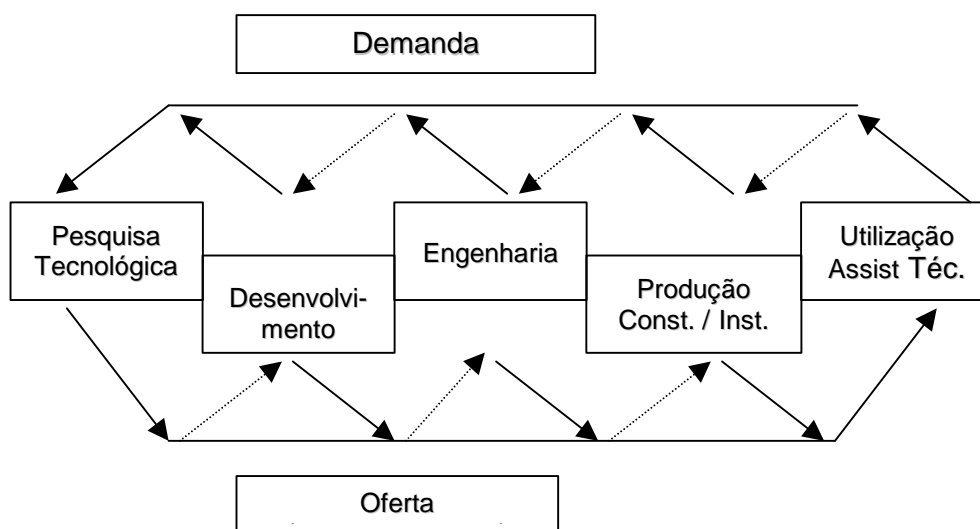 Demanda
Pesquisa
Tecnológica
Desenvolvi-
mento
Engenharia
Produção
Const. / Inst.
Utilização
Assist Téc.
Oferta